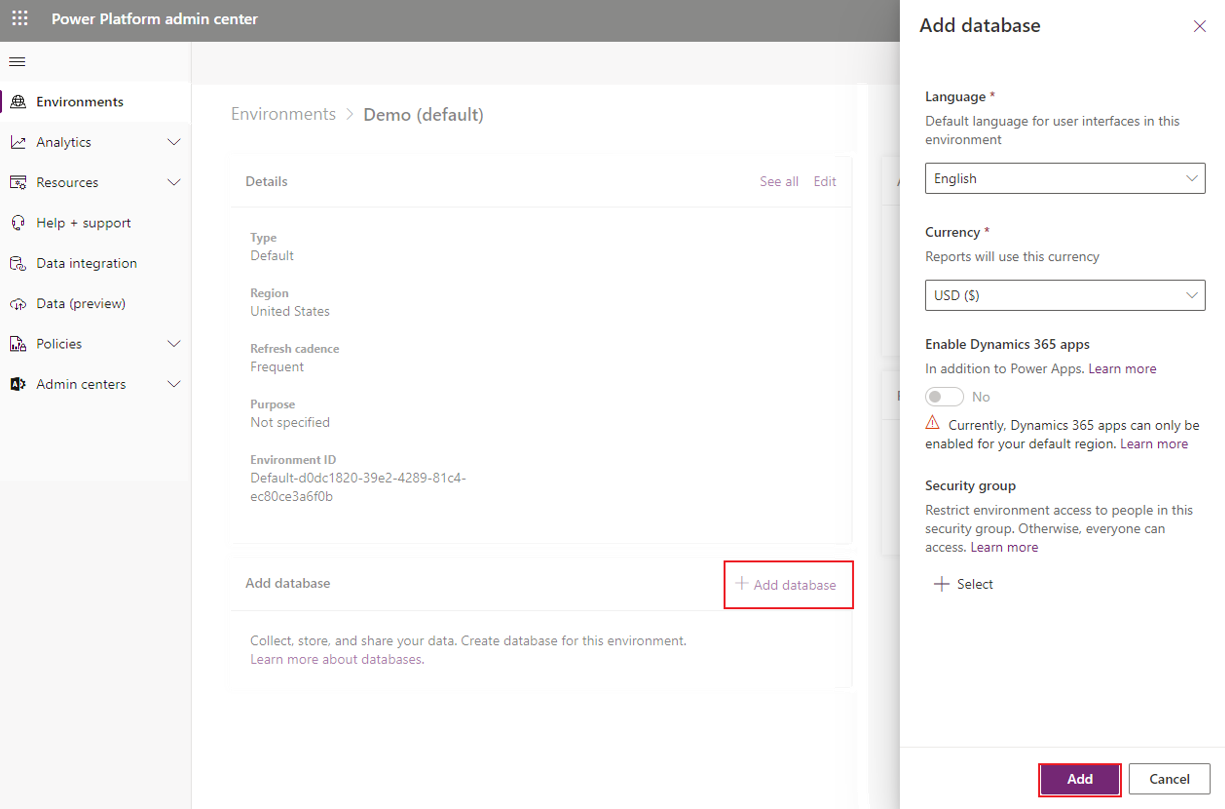 Power Platform admin center
Environments
Analytics
Resources
Help + support
Data integration
Data (preview)
Policies
Admin centers
Environments > Demo (default)
Details
See all
Edit
Type
Default
Region
United States
Refresh cadence
Frequent
Purpose
Not specified
Environment ID
Default-d0dc1820-39e2-4289-81c4-
ec80ce3a6f0b
Add database
Add database
Collect, store, and share your data. Create database for this environment.
Learn more about databases.
Add database
Language *
Default language for user interfaces in this
environment
English
Currency *
Reports will use this currency
USD ($)
Enable Dynamics 365 apps
In addition to Power Apps. Learn more
No
Currently, Dynamics 365 apps can only be
enabled for your default region. Learn more
Security group
Restrict environment access to people in this
security group. Otherwise, everyone can
access. Learn more
Select
Add
Cancel